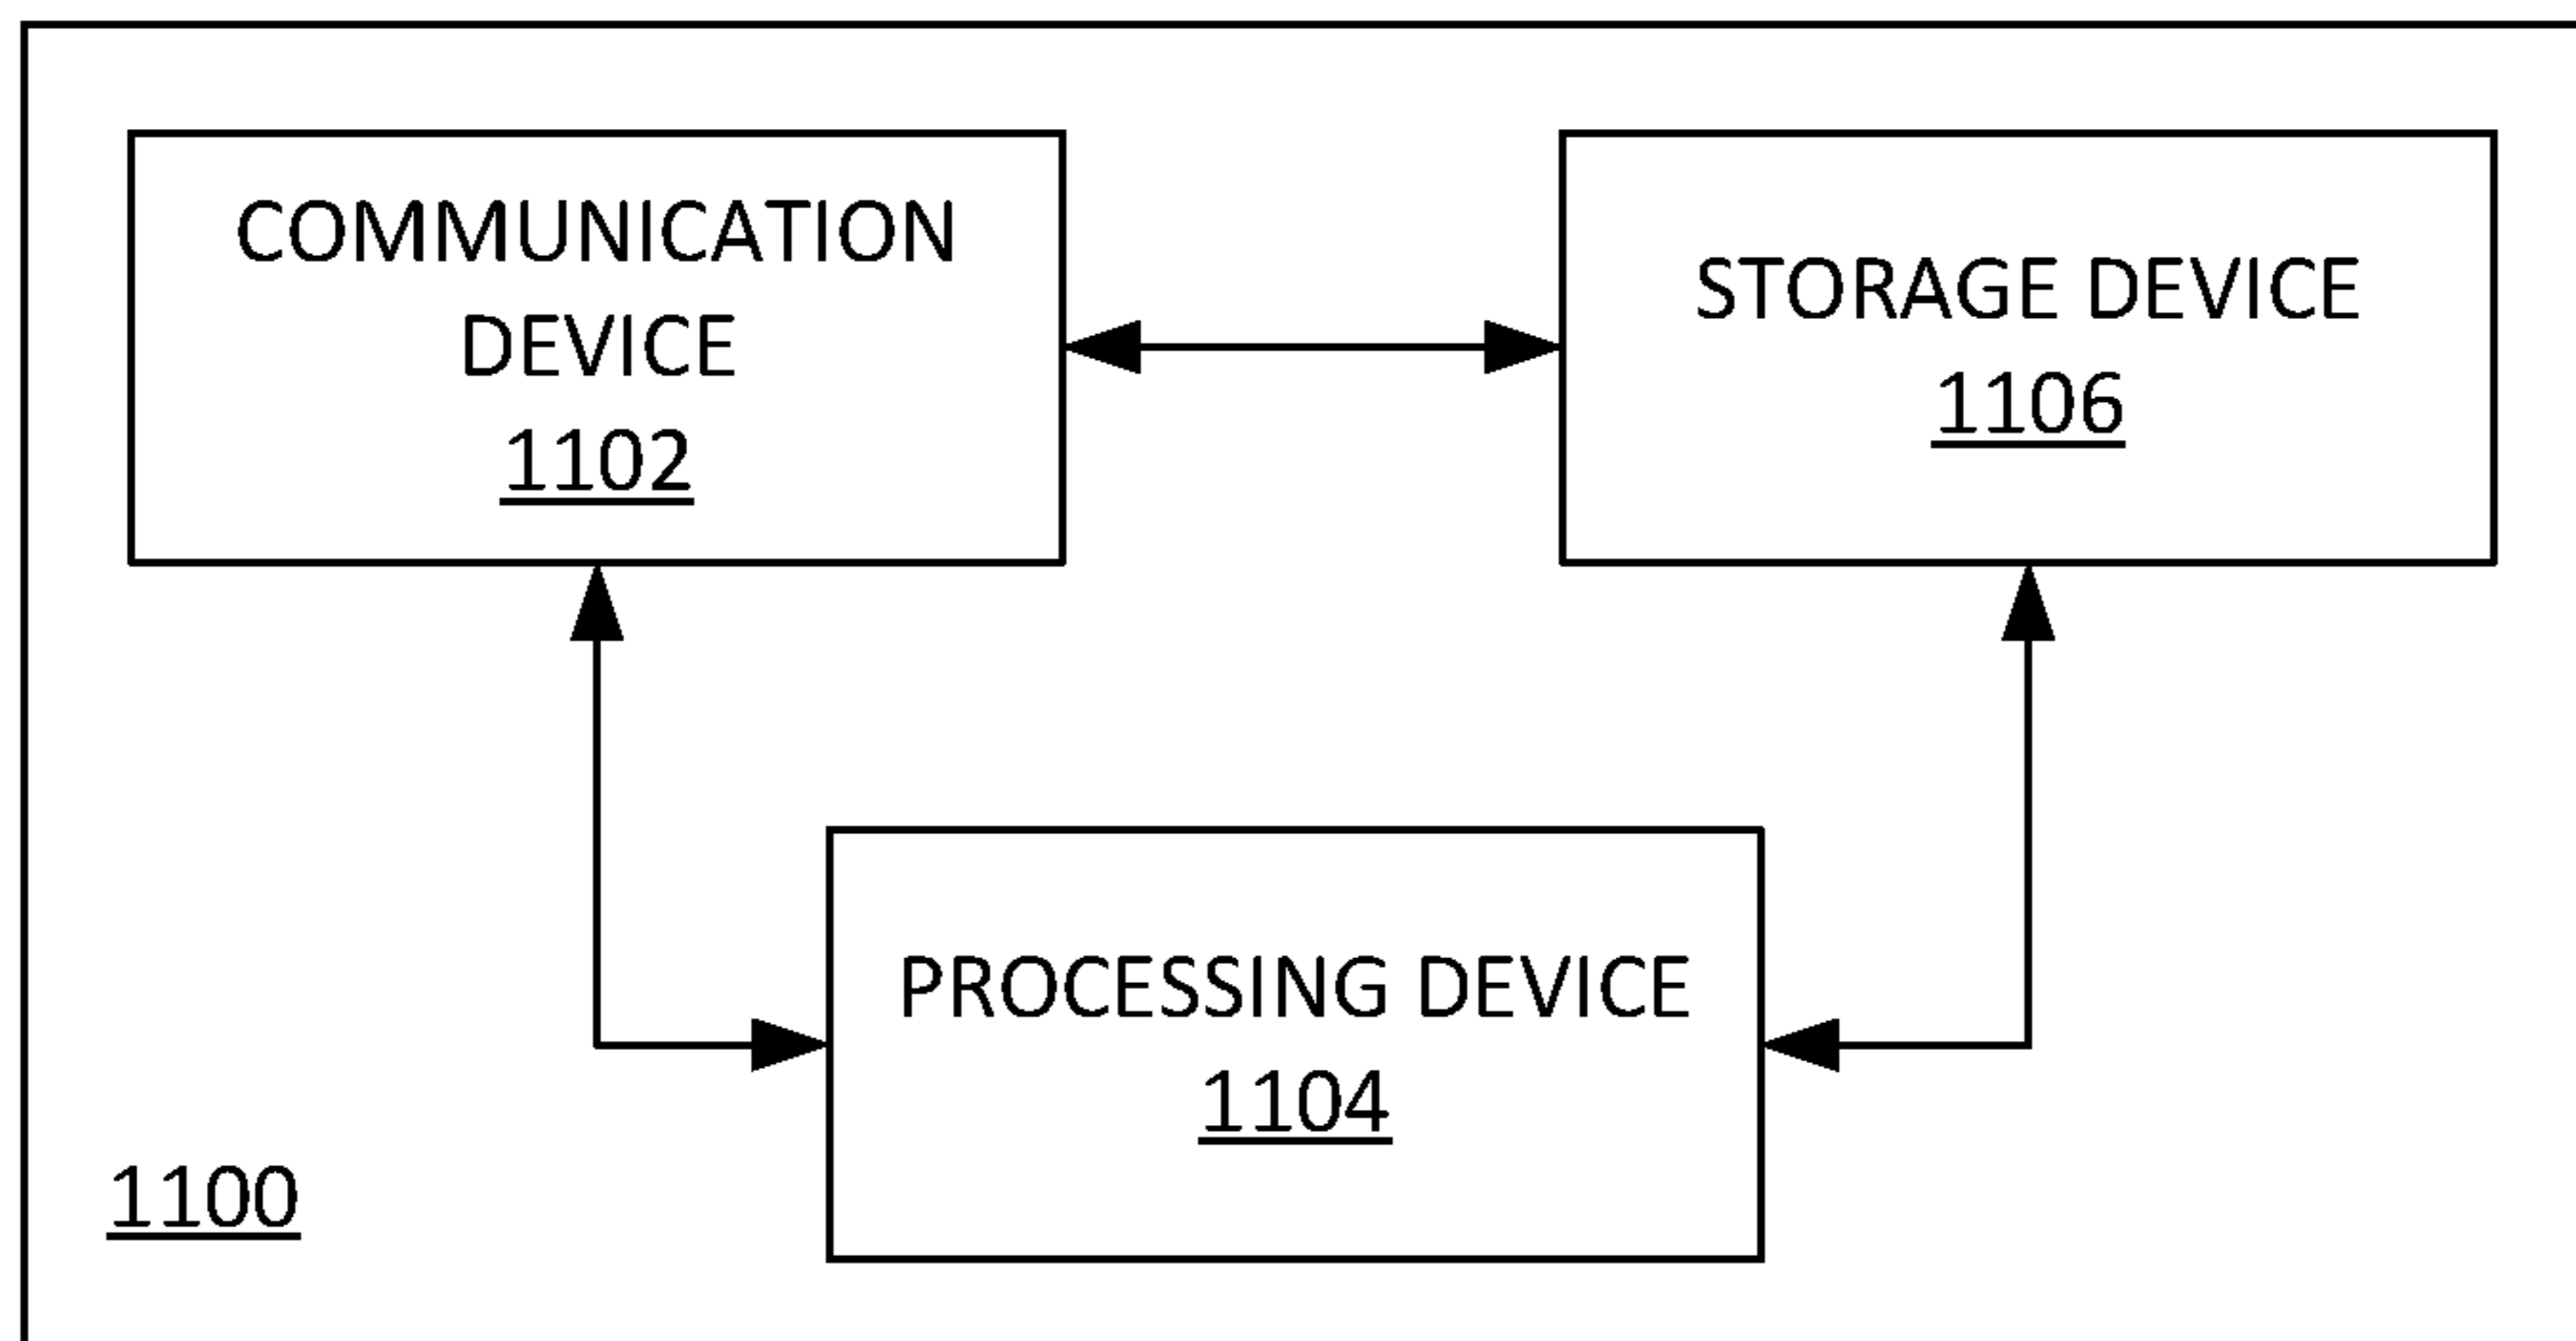 COMMUNICATION
DEVICE
1102
STORAGE DEVICE
1106
PROCESSING DEVICE
1104
1100